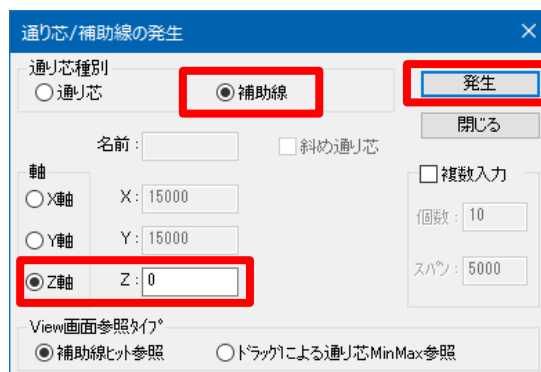 通り芯/補助線の発生
通り芯種別
通り芯 補助線
発生
閉じる
名前: 斜め通り芯
軸
X軸 X: 15000
Y軸 Y: 15000
Z軸 Z: 0
複数入力
個数: 10
スパン: 5000
View画面参照タイプ
補助線ヒット参照 ドラッグによる通り芯MinMax参照